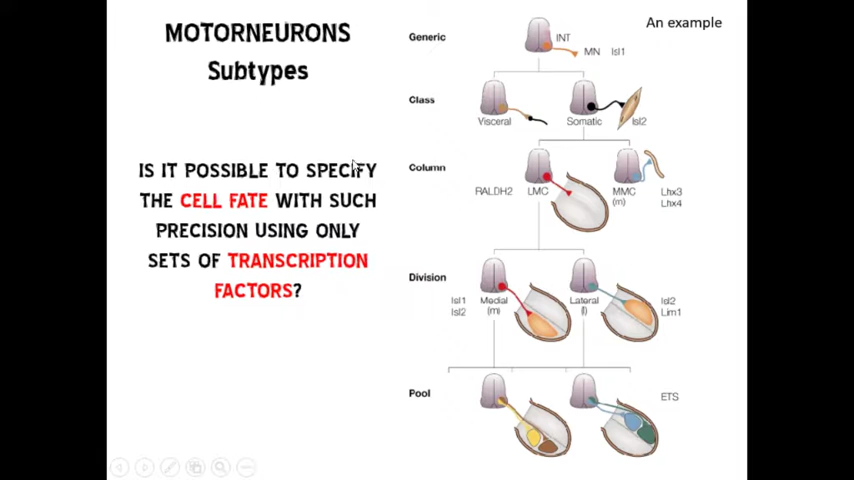 MOTORNEURONS
Subtypes
IS IT POSSIBLE TO SPECIFY
THE CELL FATE WITH SUCH
PRECISION USING ONLY
SETS OF TRANSCRIPTION
FACTORS?
An example
Generic
INT
MN Isl1
Class
Visceral
Somatic
Isl2
Column
RALDH2
LMC
MMC
(m)
Lhx3
Lhx4
Division
Isl1
Isl2
Medial
(m)
Lateral
(l)
Isl2
Lim1
Pool
ETS